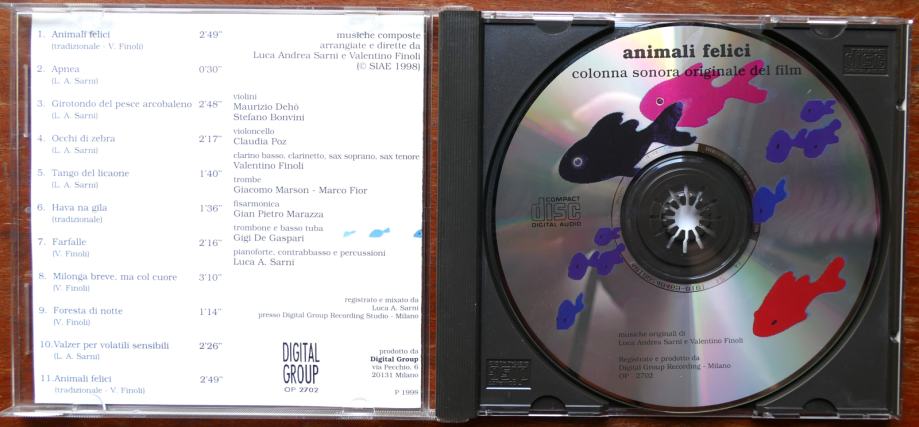 1. Animali felici 2'49"
(tradizionale - V. Finoli)
2. Apnea 0'30"
(L. A. Sarni)
3. Girotondo del pesce arcobaleno 2'48"
(L. A. Sarni)
4. Occhi di zebra 2'17"
(L. A. Sarni)
5. Tango del licaone 1'40"
(L. A. Sarni)
6. Hava na gila 1'36"
(tradizionale)
7. Farfalle 2'16"
(V. Finoli)
8. Milonga breve, ma col cuore 3'10"
(V. Finoli)
9. Foresta di notte 1'14"
(V. Finoli)
10. Valzer per volatili sensibili 2'26"
(L. A. Sarni)
11. Animali felici 2'49"
(tradizionale - V. Finoli)
musiche composte
arrangiate e dirette da
Luca Andrea Sarni e Valentino Finoli
(© SIAE 1998)
violini
Maurizio Dehò
Stefano Bonvini
violoncello
Claudia Poz
clarino basso, clarinetto, sax soprano, sax tenore
Valentino Finoli
trombe
Giacomo Marson - Marco Fior
fisarmonica
Gian Pietro Marazza
trombone e basso tuba
Gigi De Gaspari
pianoforte, contrabbasso e percussioni
Luca A. Sarni
registrato e mixato da
Luca A. Sarni
presso Digital Group Recording Studio - Milano
DIGITAL
GROUP
OP 2702
prodotto da
Digital Group
via Pecchio, 6
20131 Milano
P 1999
animali felici
colonna sonora originale del film
COMPACT
disc
DIGITAL AUDIO
musiche originali di
Luca Andrea Sarni e Valentino Finoli
Registrato e prodotto da
Digital Group Recording - Milano
OP 2702